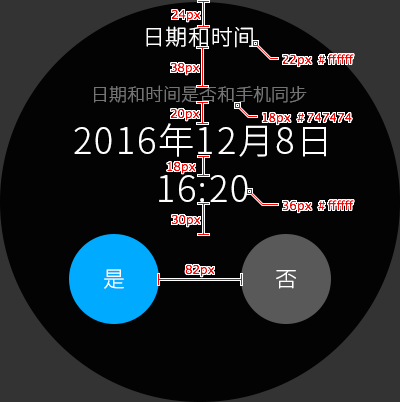 24px
日期和时间
38px
22px #ffffff
日期和时间是否和手机同步
20px
18px #747474
2016年12月8日
18px
16:20
36px #ffffff
30px
82px
是
否